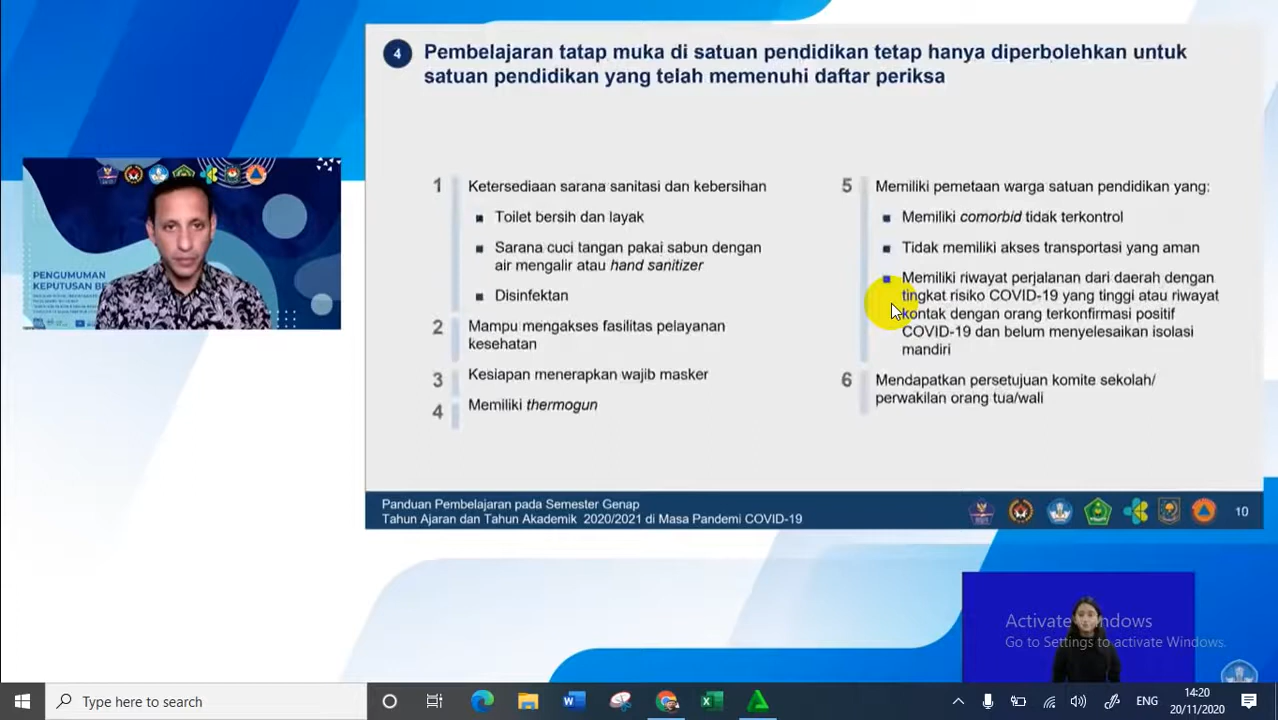 4
Pembelajaran tatap muka di satuan pendidikan tetap hanya diperbolehkan untuk
satuan pendidikan yang telah memenuhi daftar periksa
PENGUMUMAN
KEPUTUSAN
1
Ketersediaan sarana sanitasi dan kebersihan
Toilet bersih dan layak
Sarana cuci tangan pakai sabun dengan
air mengalir atau hand sanitizer
Disinfektan
2
Mampu mengakses fasilitas pelayanan
kesehatan
3
Kesiapan menerapkan wajib masker
4
Memiliki thermogun
5
Memiliki pemetaan warga satuan pendidikan yang:
Memiliki comorbid tidak terkontrol
Tidak memiliki akses transportasi yang aman
Memiliki riwayat perjalanan dari daerah dengan
tingkat risiko COVID-19 yang tinggi atau riwayat
kontak dengan orang terkonfirmasi positif
COVID-19 dan belum menyelesaikan isolasi
mandiri
6
Mendapatkan persetujuan komite sekolah/
perwakilan orang tua/wali
Panduan Pembelajaran pada Semester Genap
Tahun Ajaran dan Tahun Akademik 2020/2021 di Masa Pandemi COVID-19
10
Activate Windows
Go to Settings to activate Windows.
Type here to search
ENG
14:20
20/11/2020